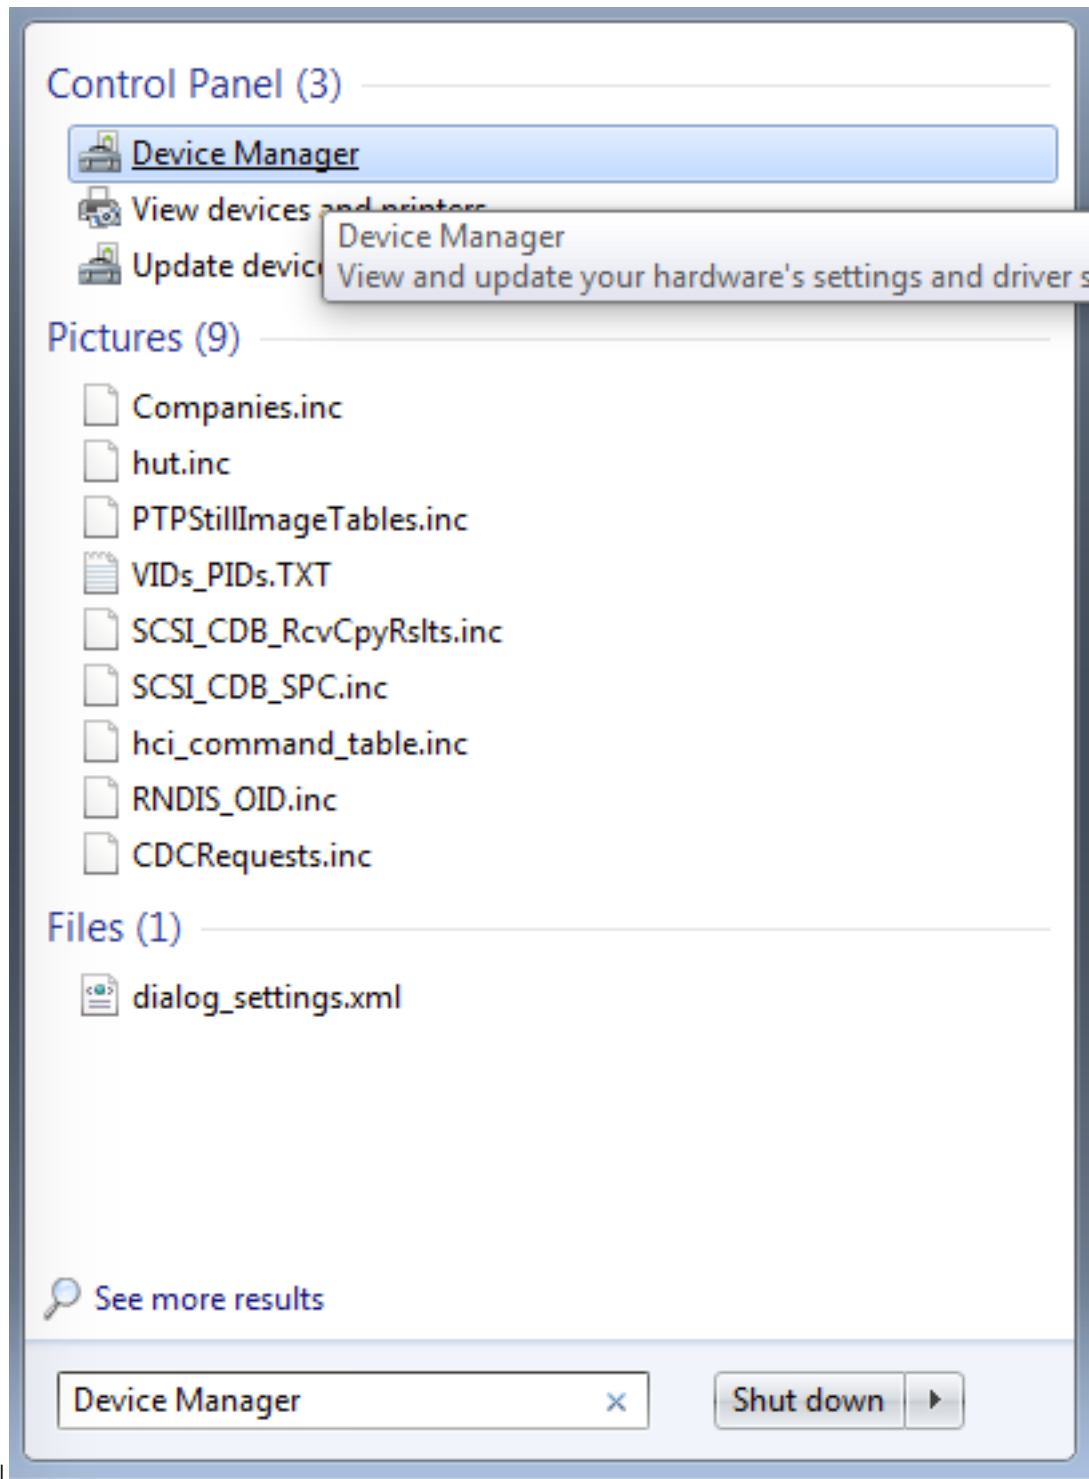 Control Panel (3)
Device Manager
View devices and printers
Device Manager
Update devic
View and update your hardware's settings and driver s
Pictures (9)
Companies.inc
hut.inc
PTPStillImageTables.inc
VIDs_PIDs.TXT
SCSI_CDB_RcvCpyRslts.inc
SCSI_CDB_SPC.inc
hci_command_table.inc
RNDIS_OID.inc
CDCRequests.inc
Files (1)
dialog_settings.xml
See more results
Device Manager
Shut down